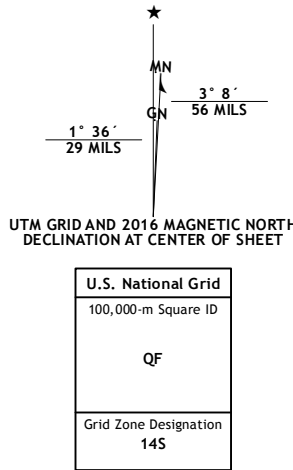 ★
MN
3° 8´
56 MILS
GN
1° 36´
29 MILS
UTM GRID AND 2016 MAGNETIC NORTH
DECLINATION AT CENTER OF SHEET
U.S. National Grid
100,000-m Square ID
QF
Grid Zone Designation
14S